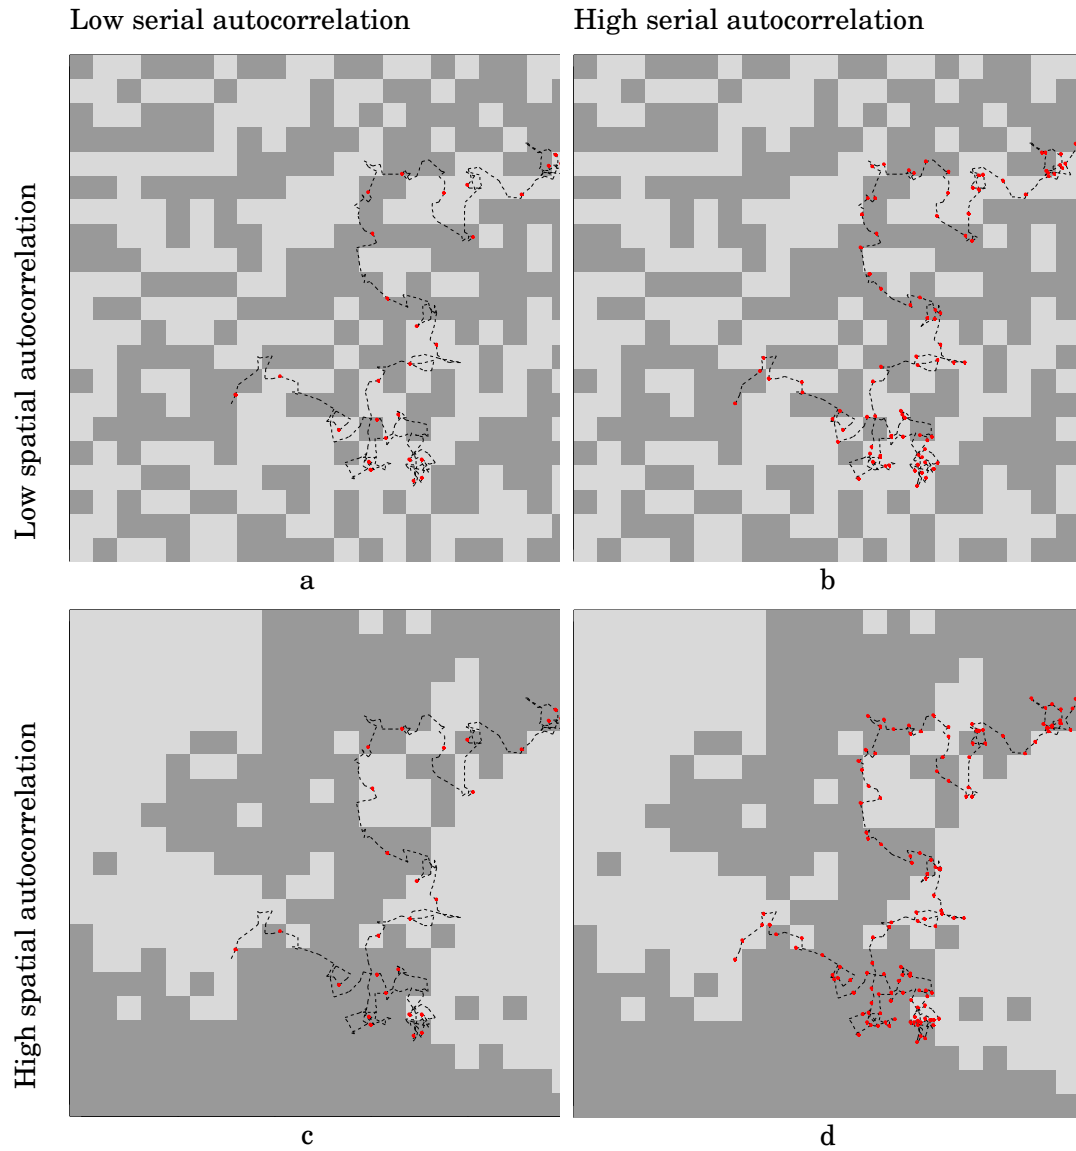 Low serial autocorrelation
High serial autocorrelation
Low spatial autocorrelation
a
b
High spatial autocorrelation
c
d